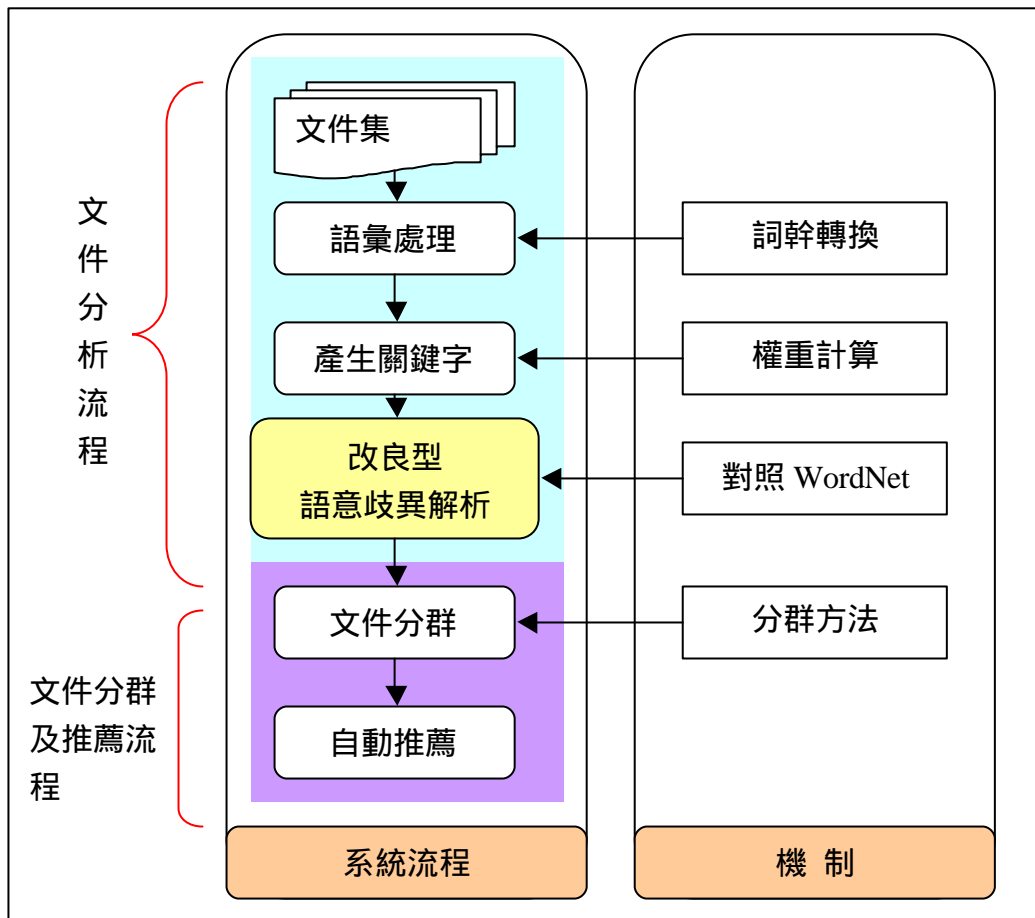 文件集
語彙處理
詞幹轉換
產生關鍵字
權重計算
改良型
語意歧異解析
對照 WordNet
文
件
分
析
流
程
文件分群
分群方法
自動推薦
文件分群
及推薦流
程
系統流程
機 制